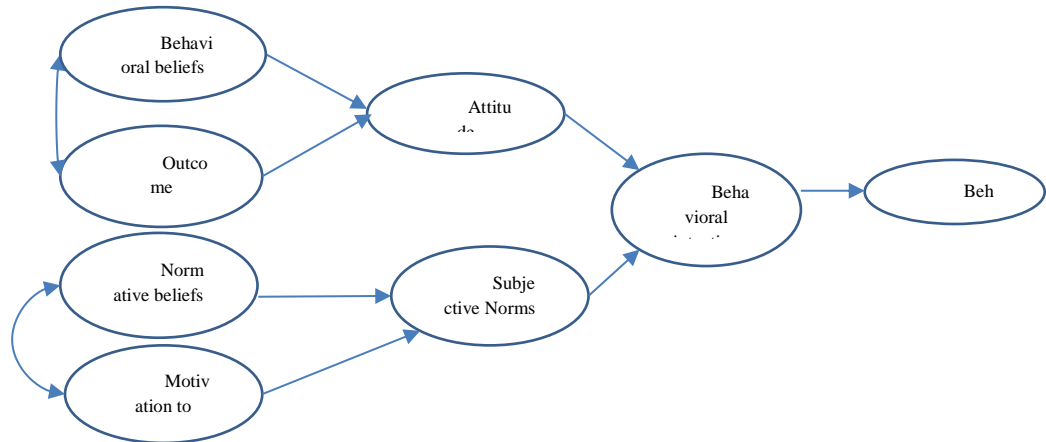 Behavi
oral beliefs
Outco
me
Attitu
Norm
ative beliefs
Motiv
ation to
Subje
ctive Norms
Beha
vioral
Beh